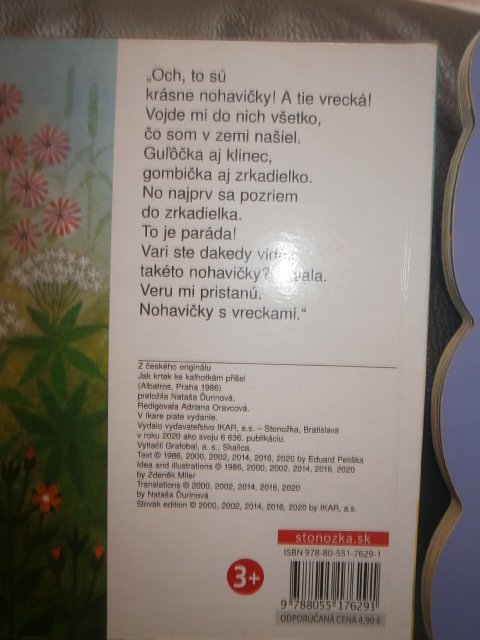 „Och, to sú
krásne nohavičky! A tie vrecká!
Vojde mi do nich všetko,
čo som v zemi našiel.
Guľôčka aj klinec,
gombička aj zrkadielko.
No najprv sa pozriem
do zrkadielka.
To je paráda!
Vari ste dakedy
takéto nohavičky?
Veru mi pristanú.
Nohavičky s vreckami.“
Z českého originálu
Jak krtek ke kalhotkám přišel
(Albatros, Praha 1986)
preložila Nataša Ďurinová.
Redigovala Adriana Oravcová.
V Ikare piate vydanie.
Vydalo vydavateľstvo IKAR, a.s. – Stonožka, Bratislava
v roku 2020 ako svoju 6 636. publikáciu.
Vytlačil Grafobal, a. s., Skalica.
Text © 1986, 2000, 2002, 2014, 2016, 2020 by Eduard Petiška
Idea and illustrations © 1986, 2000, 2002, 2014, 2016, 2020
by Zdeněk Miler
Translations © 2000, 2002, 2014, 2016, 2020
by Nataša Ďurinová
Slovak edition © 2000, 2002, 2014, 2016, 2020 by IKAR, a.s.
stonozka.sk
ISBN 978-80-551-7629-1
3+
9 788055 176291
ODPORÚČANÁ CENA 4,90 €